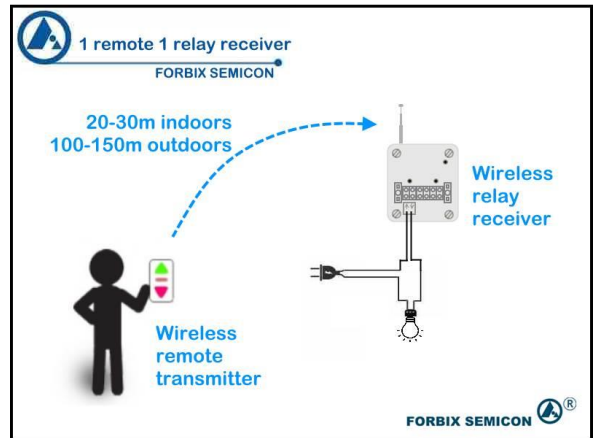 1 remote 1 relay receiver
FORBIX SEMICON
20-30m indoors
100-150m outdoors
Wireless
relay
receiver
Wireless
remote
transmitter
FORBIX SEMICON ®